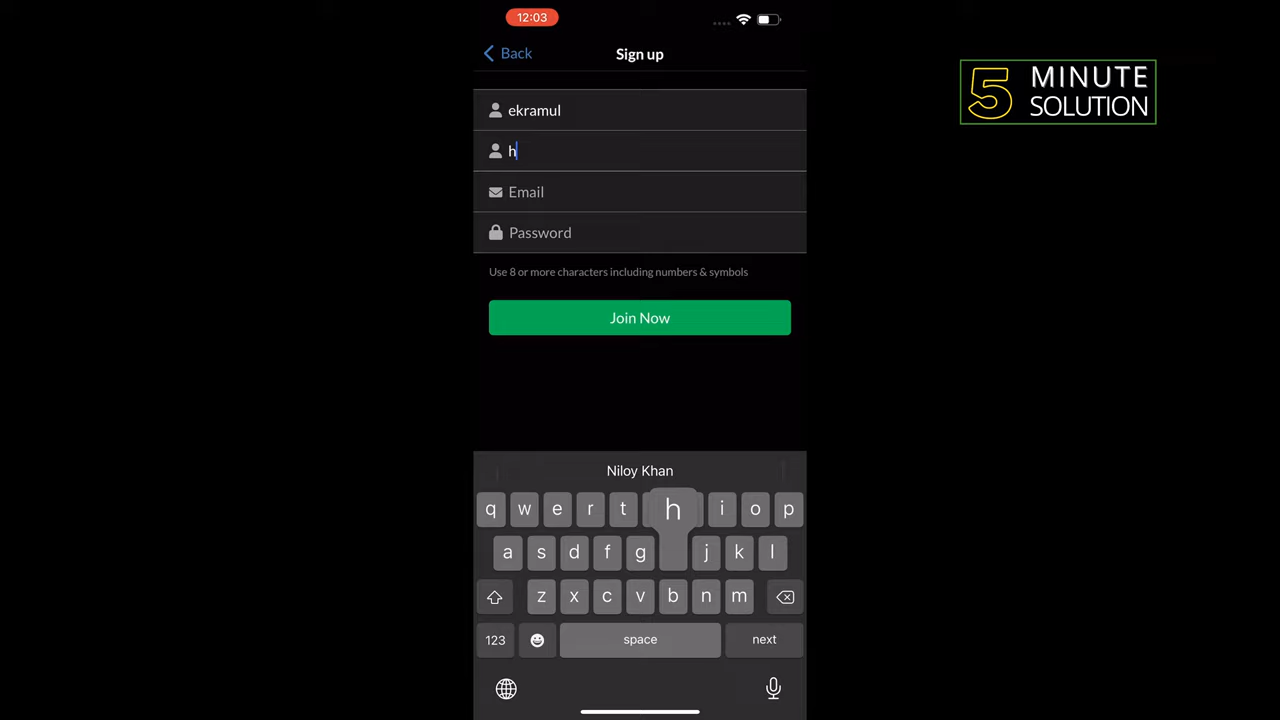 12:03
Back
Sign up
5 MINUTE
SOLUTION
ekramul
h
Email
Password
Use 8 or more characters including numbers & symbols
Join Now
Niloy Khan
q w e r t h i o p
a s d f g j k l
z x c v b n m
123 space next